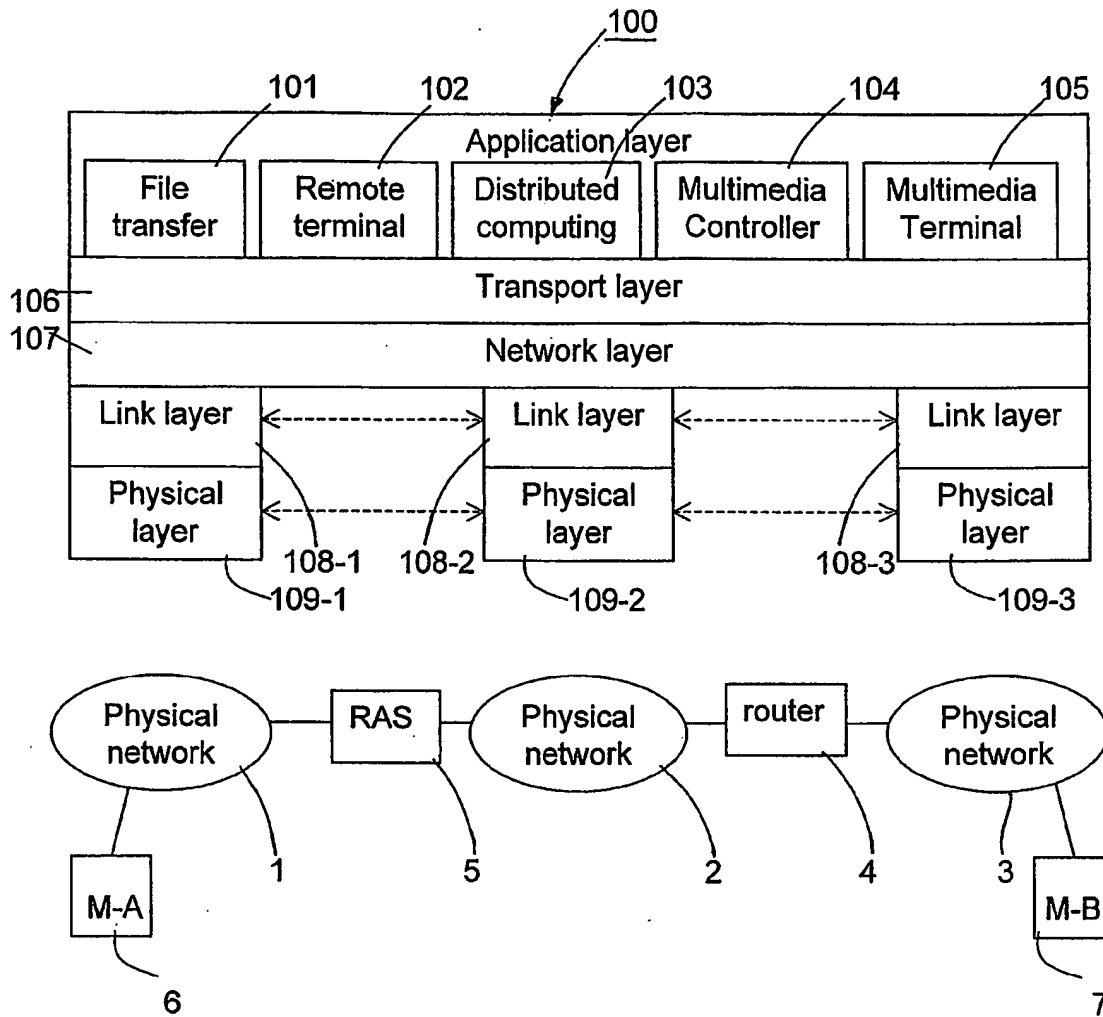 100
101 102 103 104 105
Application layer
File transfer
Remote terminal
Distributed computing
Multimedia Controller
Multimedia Terminal
106 Transport layer
107 Network layer
Link layer Link layer Link layer
Physical layer
Physical layer
Physical layer
108-1 108-2 108-3
109-1 109-2 109-3
Physical network
RAS
Physical network
router
Physical network
1 5 2 4 3
M-A M-B
6 7